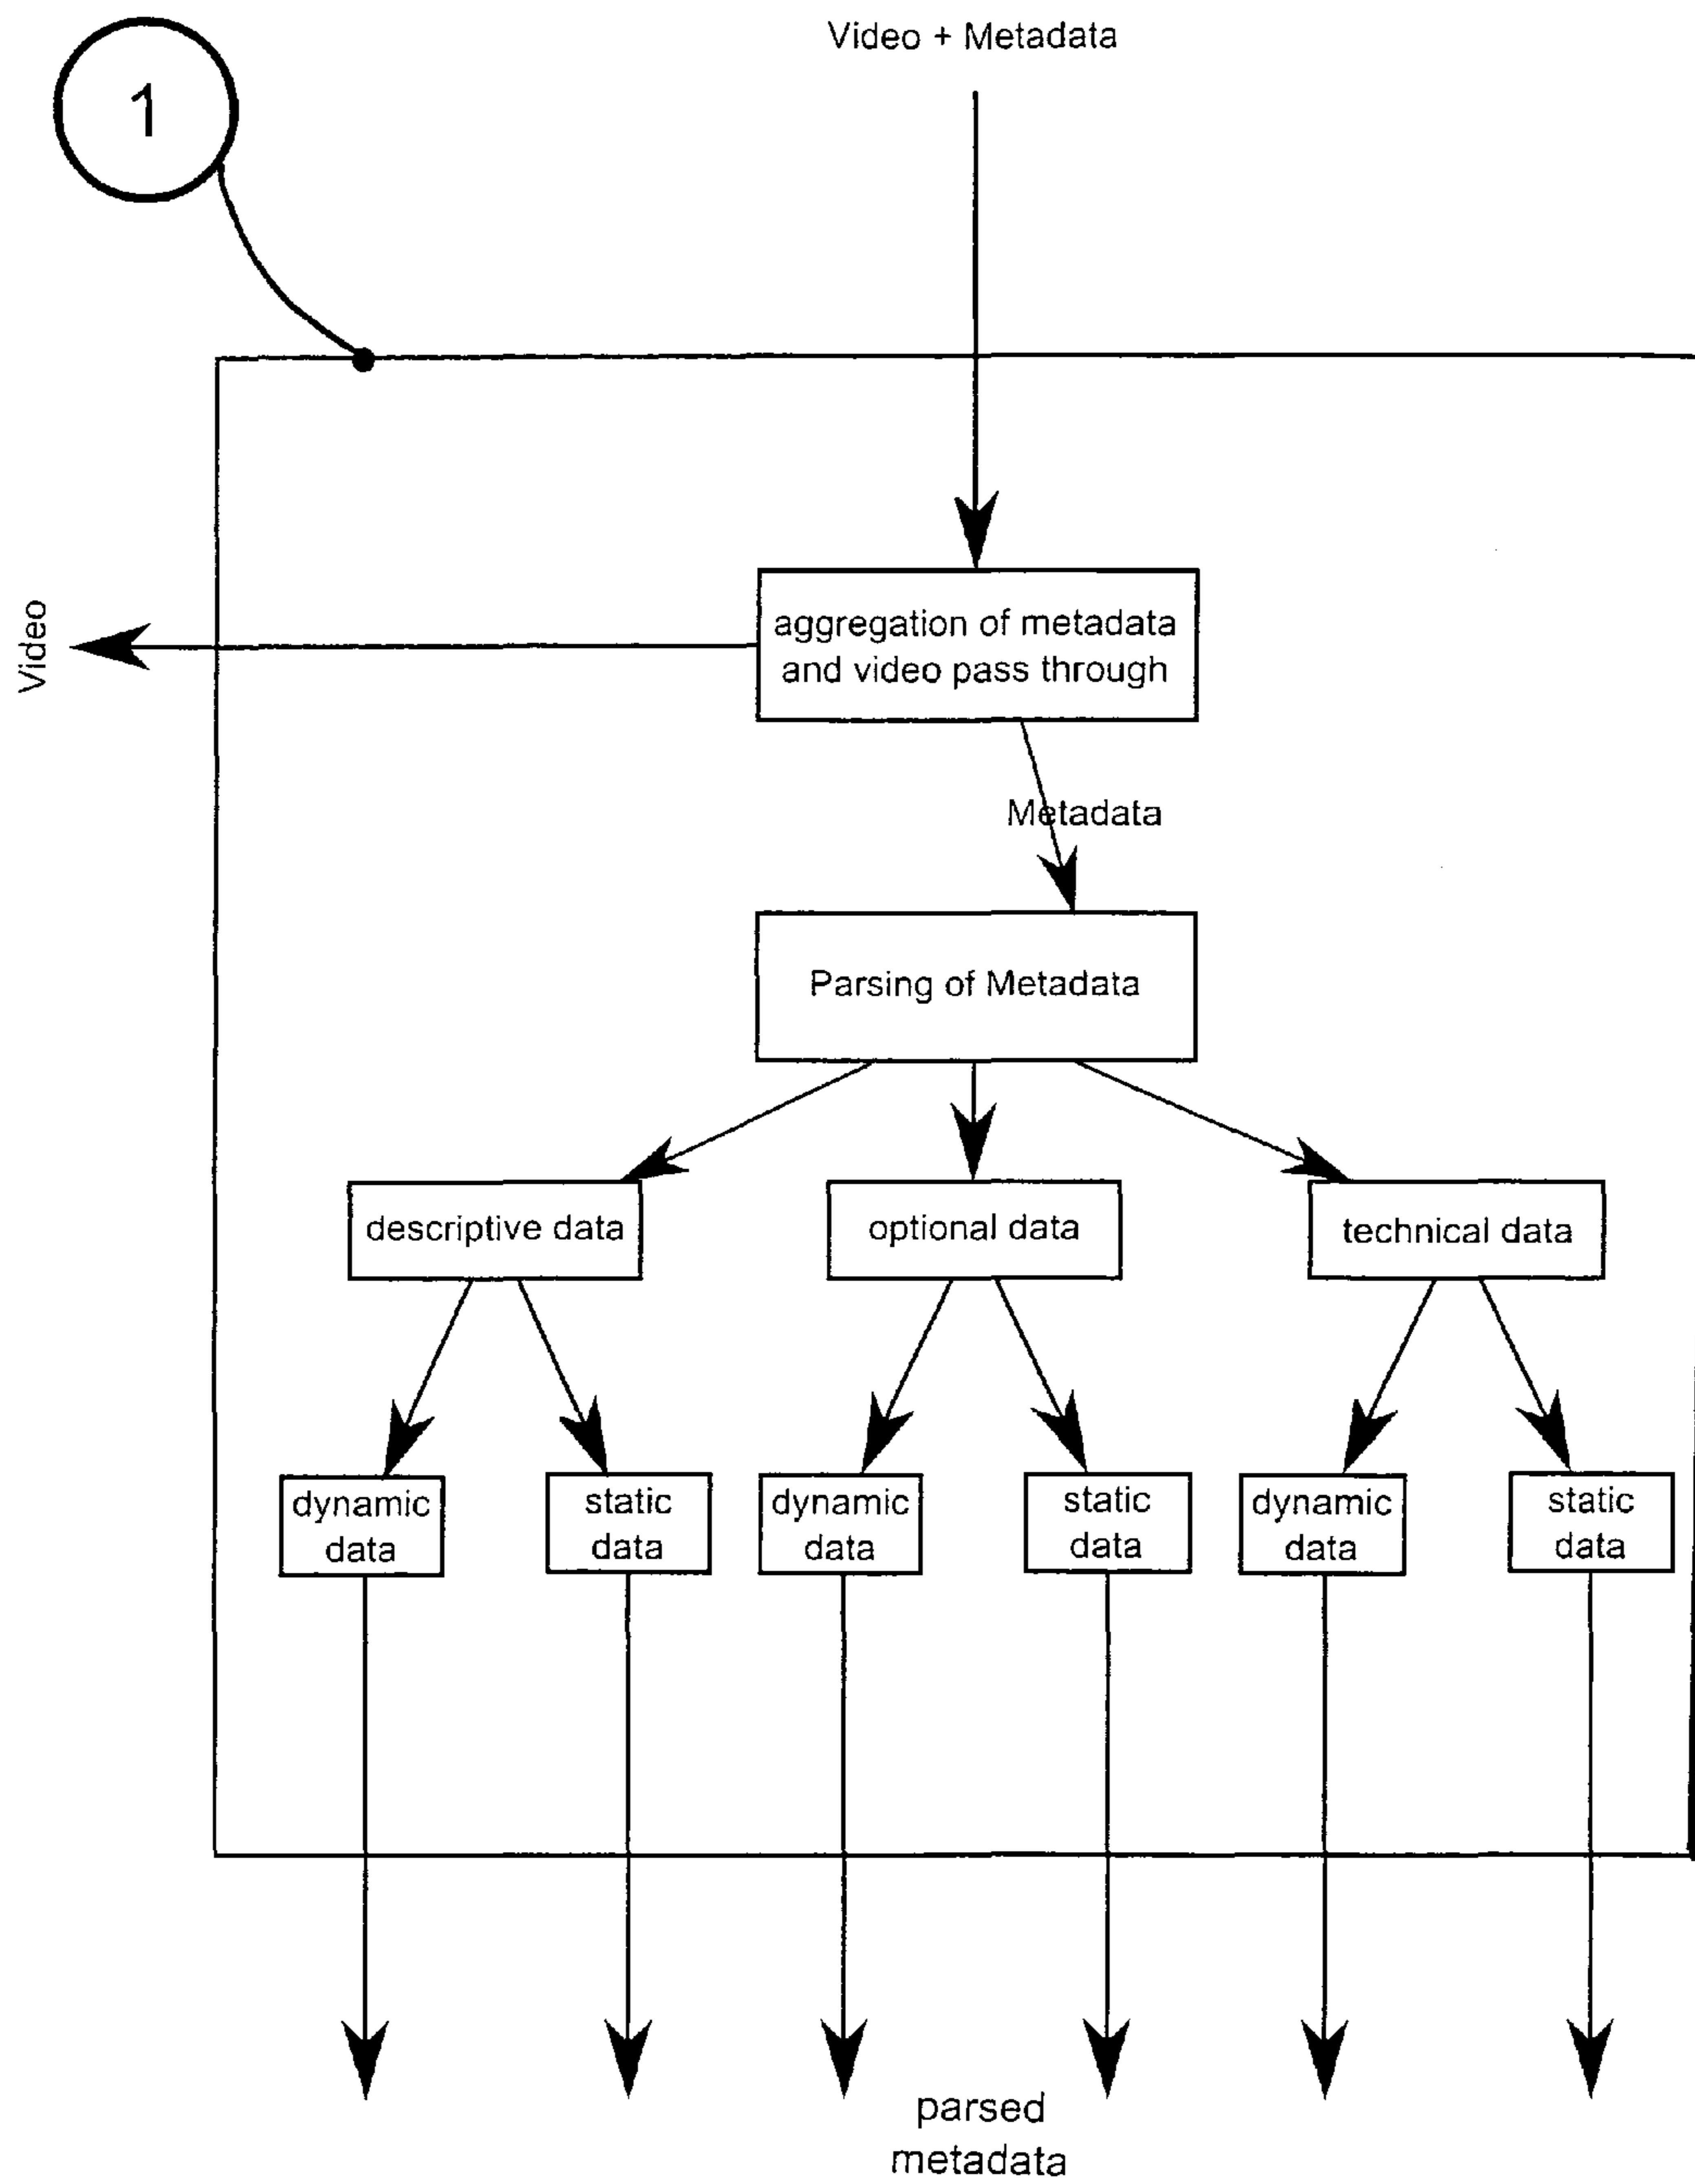 1
Video + Metadata
Video
aggregation of metadata
and video pass through
Metadata
Parsing of Metadata
descriptive data
optional data
technical data
dynamic
data
static
data
dynamic
data
static
data
dynamic
data
static
data
parsed
metadata